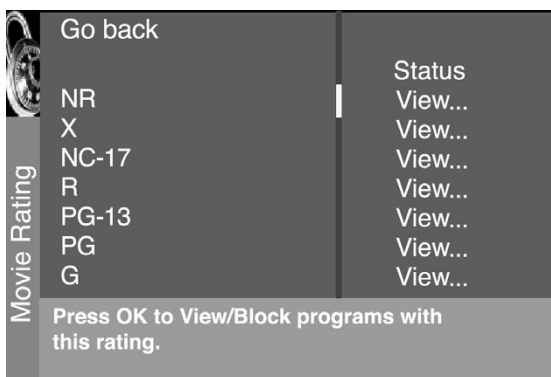 Go back
Status
NR View...
X View...
NC-17 View...
R View...
PG-13 View...
PG View...
G View...
Movie Rating
Press OK to View/Block programs with
this rating.